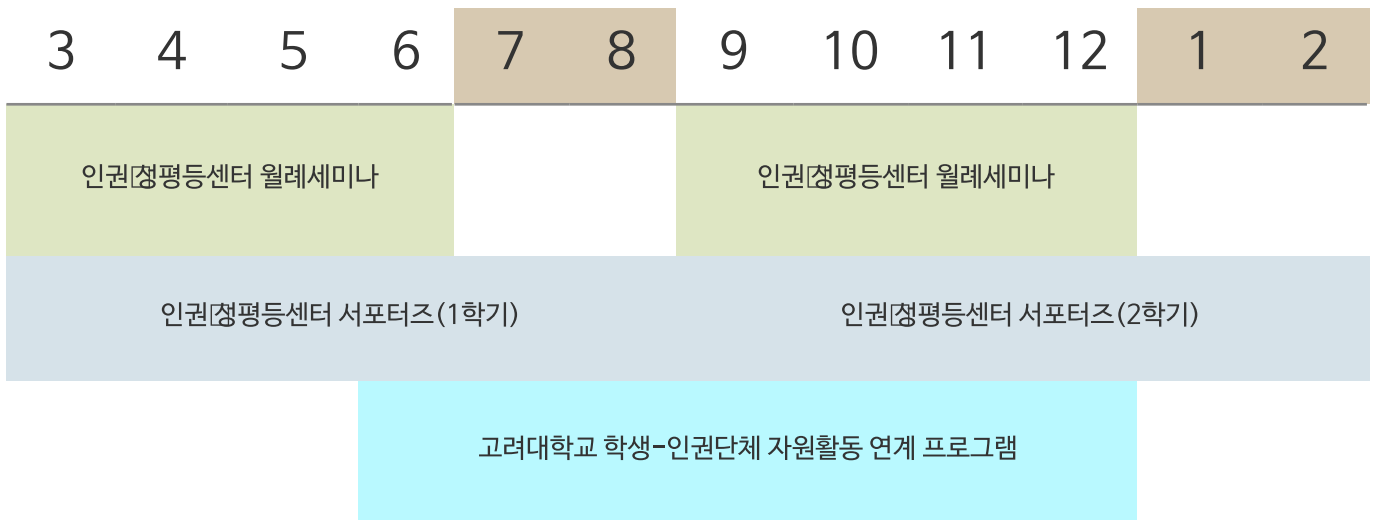 3 4 5 6 7 8 9 10 11 12 1 2
인권·성평등센터 월례세미나 인권·성평등센터 월례세미나
인권·성평등센터 서포터즈(1학기) 인권·성평등센터 서포터즈(2학기)
고려대학교 학생-인권단체 자원활동 연계 프로그램